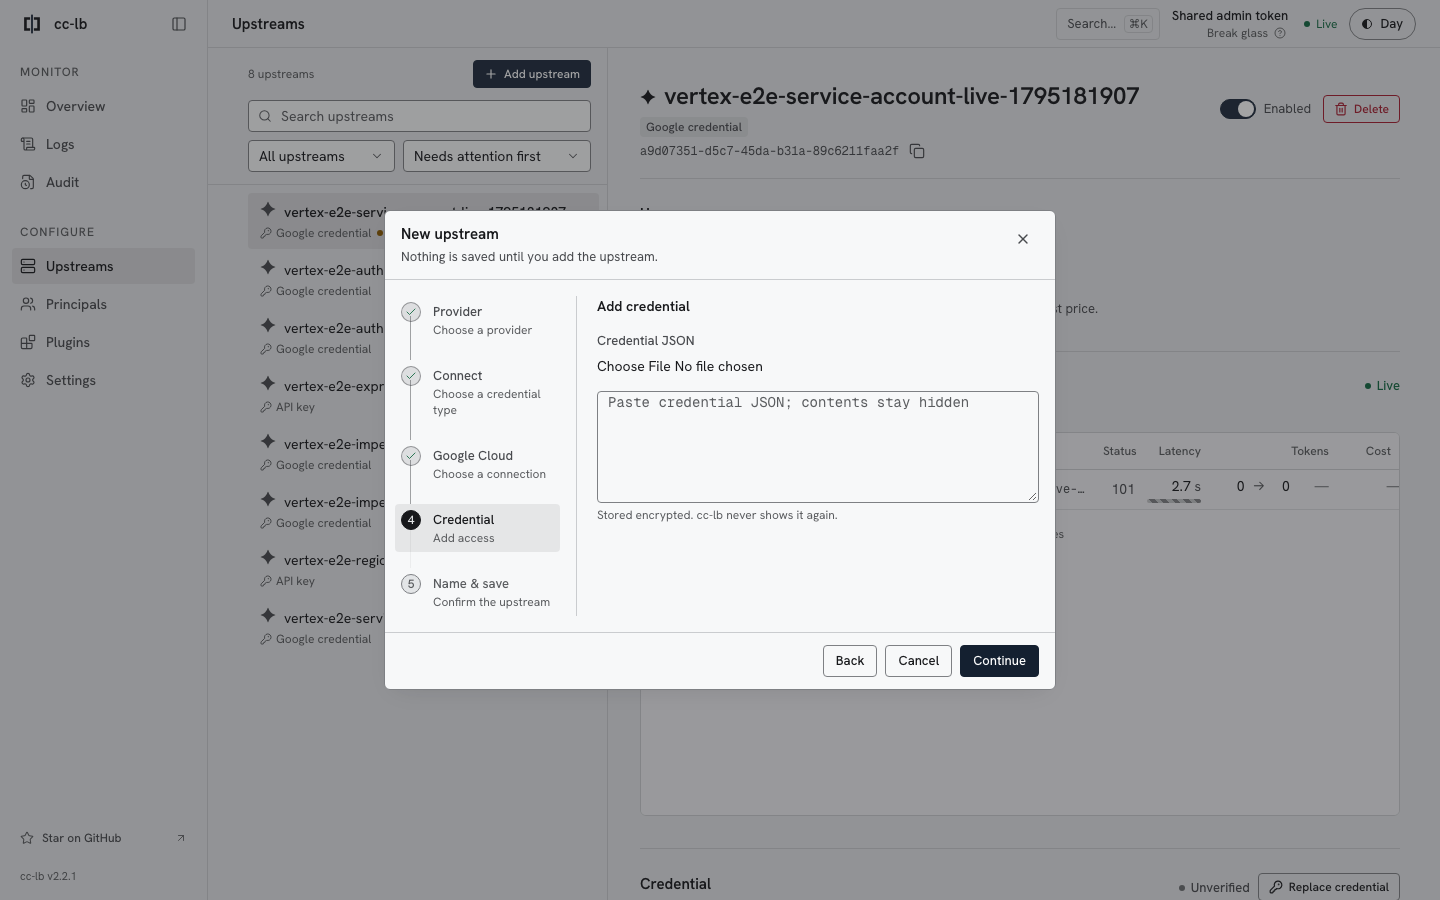 cc-lb
Upstreams
Search... ⌘K
Shared admin token
Break glass
Live
Day
MONITOR
Overview
Logs
Audit
CONFIGURE
Upstreams
Principals
Plugins
Settings
Star on GitHub
cc-lb v2.2.1
8 upstreams
Add upstream
Search upstreams
All upstreams
Needs attention first
vertex-e2e-servi
Google credential
vertex-e2e-auth
Google credential
vertex-e2e-auth
Google credential
vertex-e2e-expr
API key
vertex-e2e-impe
Google credential
vertex-e2e-impe
Google credential
vertex-e2e-regic
API key
vertex-e2e-serv
Google credential
vertex-e2e-service-account-live-1795181907
Google credential
a9d07351-d5c7-45da-b31a-89c6211faa2f
Enabled
Delete
st price.
Live
Status Latency Tokens Cost
ve-… 101 2.7 s 0 → 0 — —
es
Credential
Unverified
Replace credential
New upstream
Nothing is saved until you add the upstream.
Provider
Choose a provider
Connect
Choose a credential
type
Google Cloud
Choose a connection
4 Credential
Add access
5 Name & save
Confirm the upstream
Add credential
Credential JSON
Choose File No file chosen
Paste credential JSON; contents stay hidden
Stored encrypted. cc-lb never shows it again.
Back
Cancel
Continue